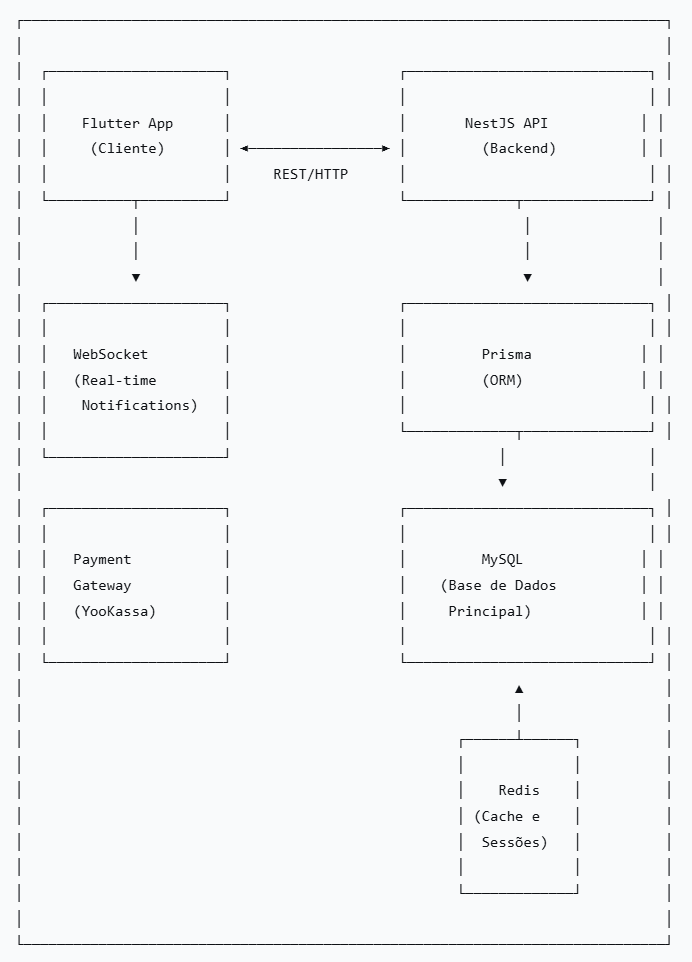 Flutter App
(Cliente)
NestJS API
(Backend)
REST/HTTP
WebSocket
(Real-time
Notifications)
Prisma
(ORM)
Payment
Gateway
(YooKassa)
MySQL
(Base de Dados
Principal)
Redis
(Cache e
Sessões)